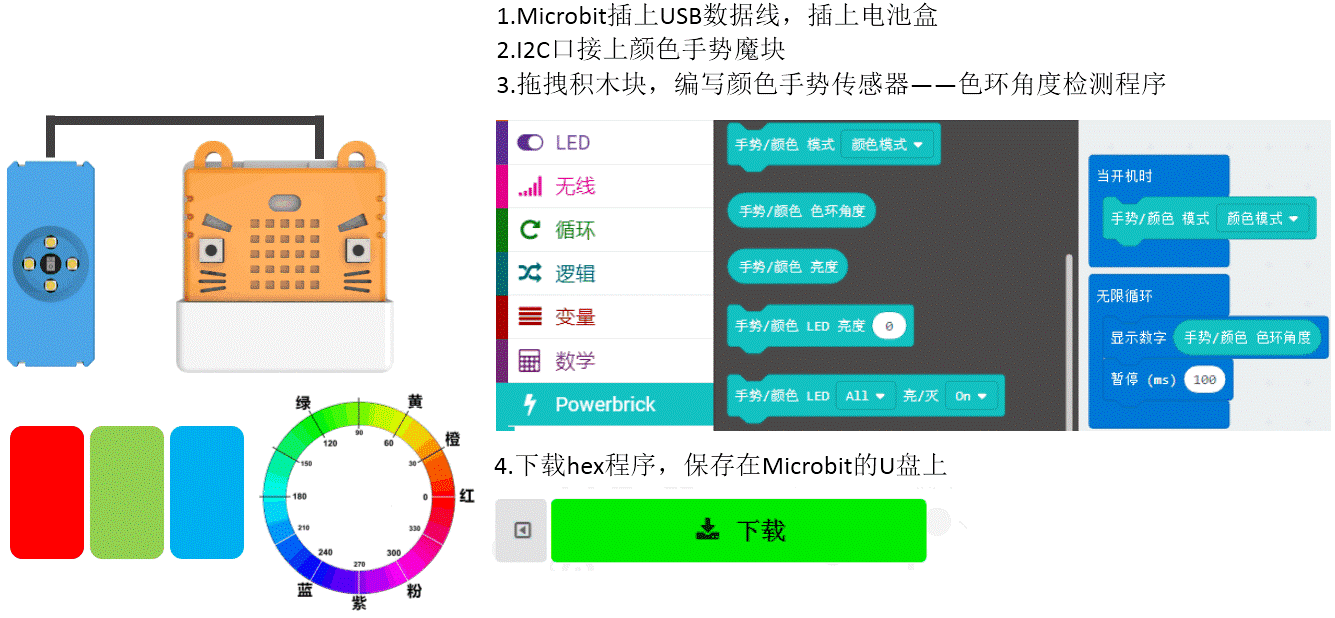 1.Microbit插上USB数据线，插上电池盒
2.I2C口接上颜色手势魔块
3.拖拽积木块，编写颜色手势传感器——色环角度检测程序
LED
无线
循环
逻辑
变量
数学
Powerbrick
手势/颜色 模式 颜色模式
手势/颜色 色环角度
手势/颜色 亮度
手势/颜色 LED 亮度 0
手势/颜色 LED All 亮/灭 On
当开机时
手势/颜色 模式 颜色模式
无限循环
显示数字 手势/颜色 色环角度
暂停 (ms) 100
绿
黄
橙
红
粉
紫
蓝
90
60
30
0
330
300
270
240
210
180
150
120
4.下载hex程序，保存在Microbit的U盘上
下载